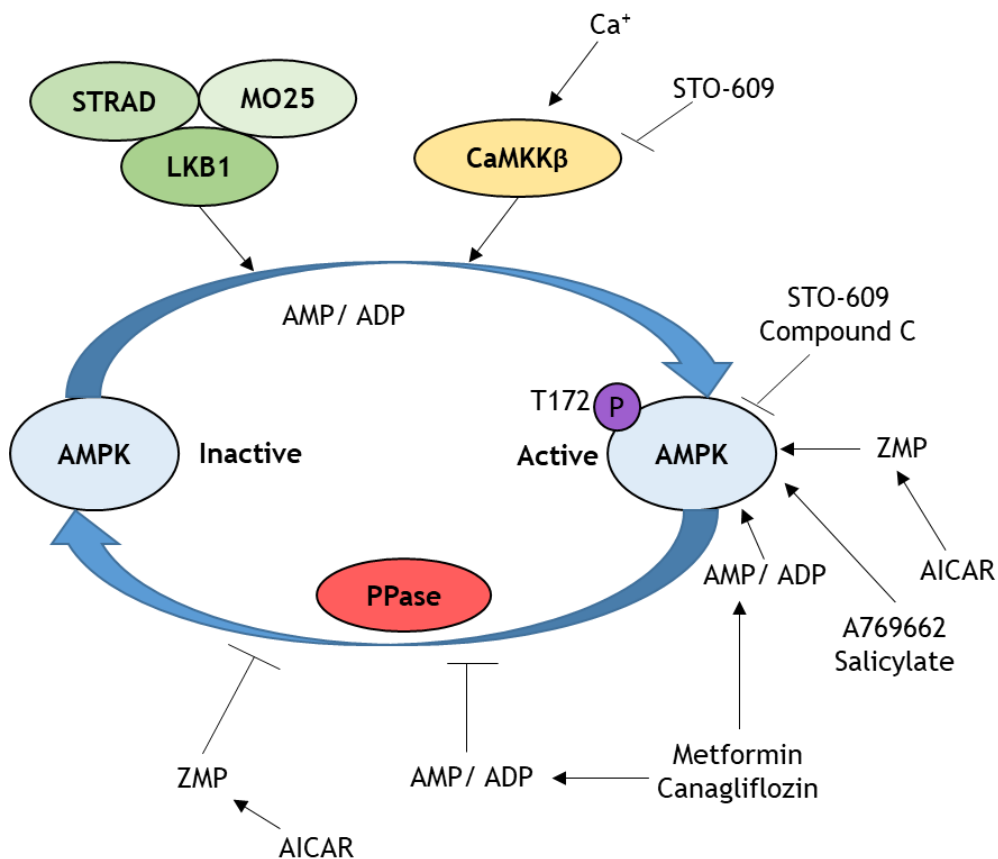 Ca⁺
STRAD
MO25
STO-609
LKB1
CaMKKβ
AMP/ ADP
STO-609
Compound C
T172
P
AMPK
Inactive
Active
AMPK
ZMP
AMP/ ADP
AICAR
PPase
A769662
Salicylate
ZMP
AMP/ ADP
Metformin
Canagliflozin
AICAR